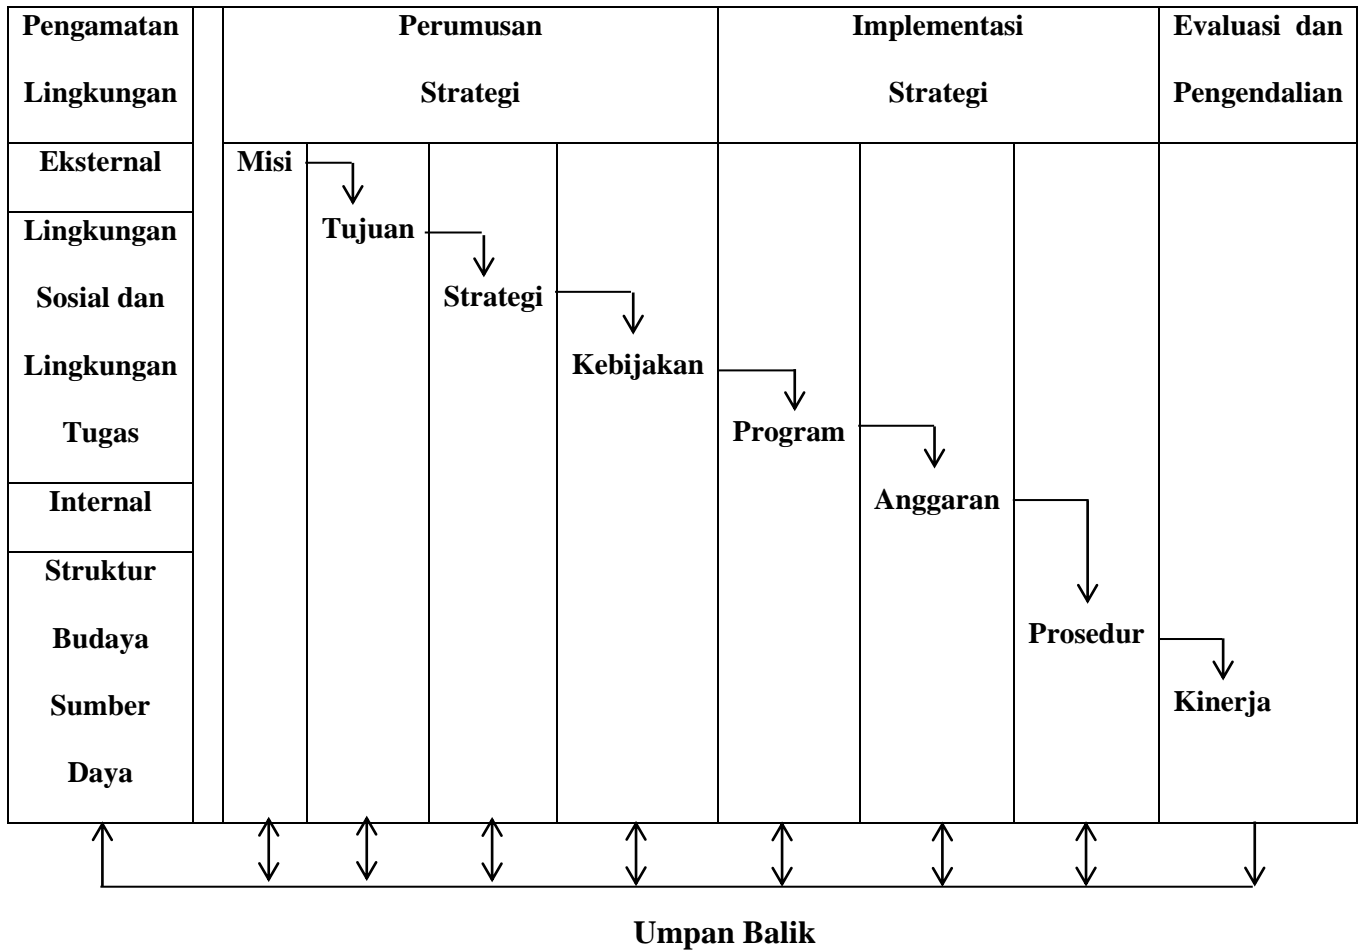 Pengamatan
Lingkungan
Perumusan
Strategi
Implementasi
Strategi
Evaluasi dan
Pengendalian
Eksternal
Lingkungan
Sosial dan
Lingkungan
Tugas
Internal
Struktur
Budaya
Sumber
Daya
Misi
Tujuan
Strategi
Kebijakan
Program
Anggaran
Prosedur
Kinerja
Umpan Balik